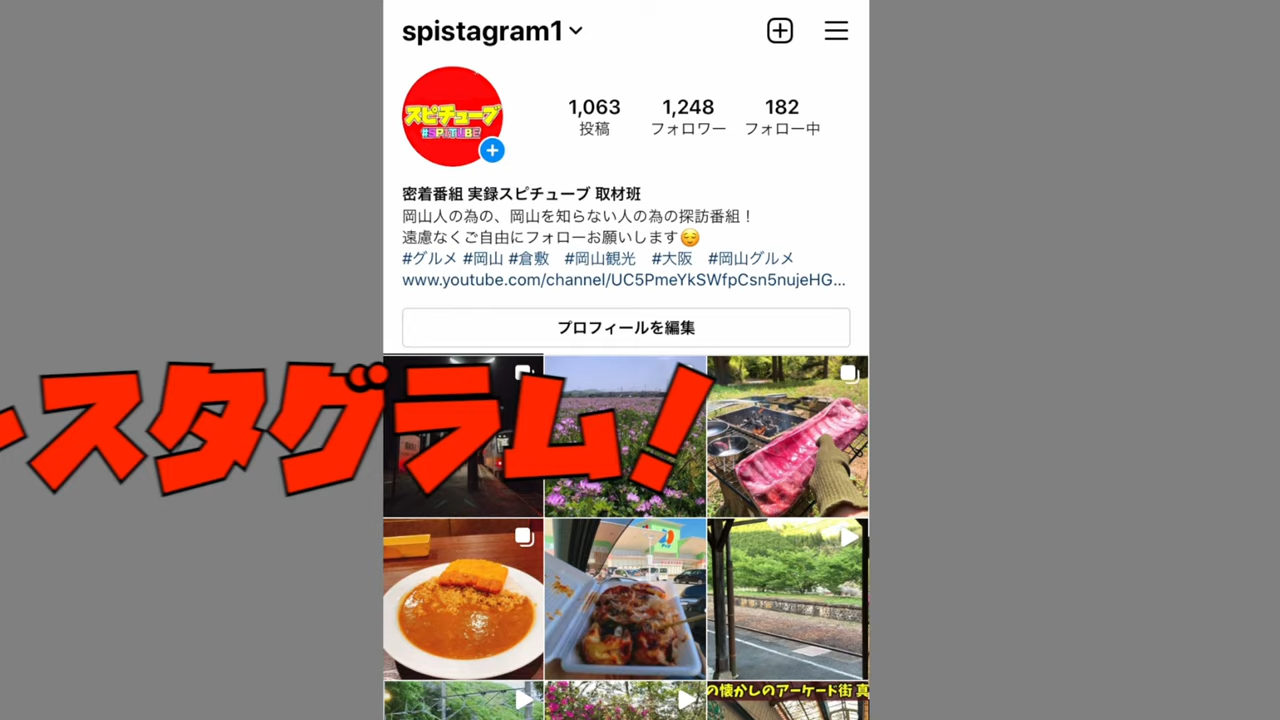 spistagram1
スピチューブ
#SPITUBE
1,063
投稿
1,248
フォロワー
182
フォロー中
密着番組 実録スピチューブ 取材班
岡山人の為の、岡山を知らない人の為の探訪番組！
遠慮なくご自由にフォローお願いします😌
#グルメ #岡山 #倉敷 #岡山観光 #大阪 #岡山グルメ
www.youtube.com/channel/UC5PmeYkSWfpCsn5nujeHG...
プロフィールを編集
スタグラム！
の懐かしのアーケード街 真